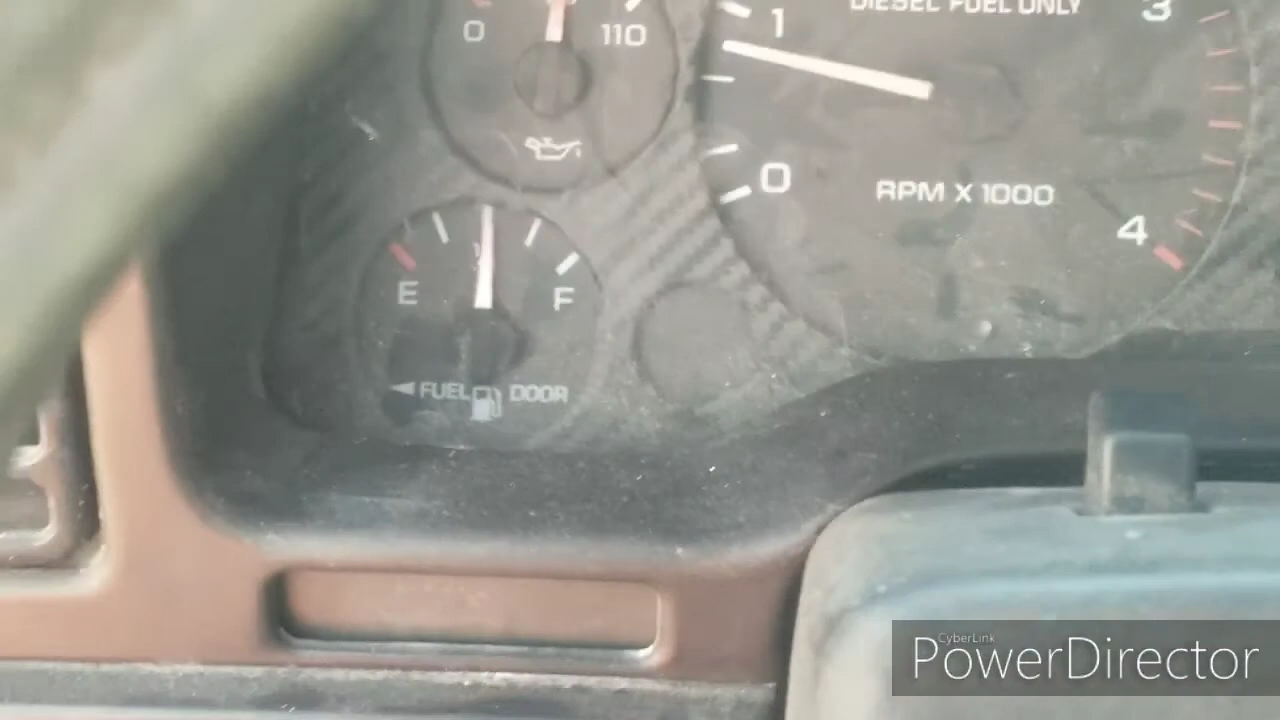 0 110
DIESEL FUEL ONLY
1 3
0
RPM X 1000
4
E F
FUEL DOOR
CyberLink
PowerDirector